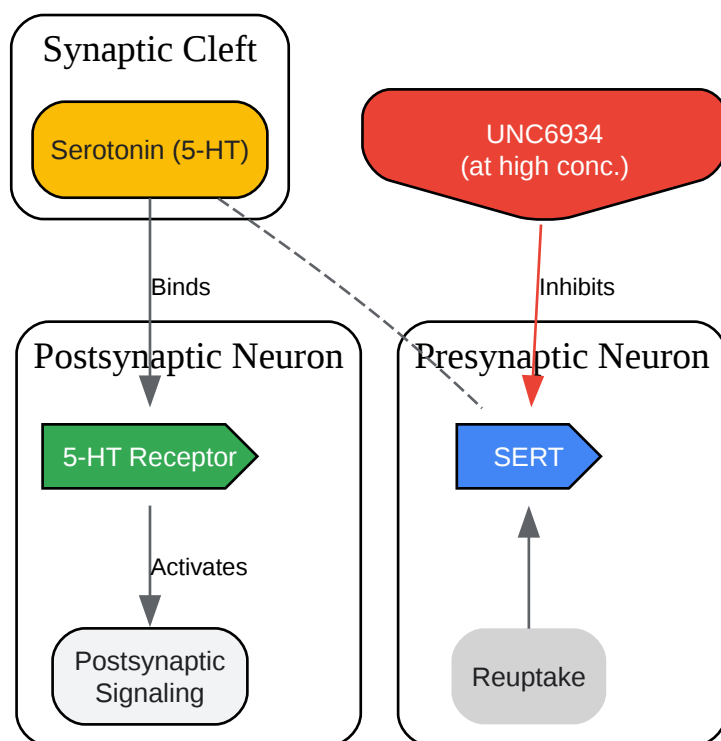 Synaptic Cleft
Serotonin (5-HT)
UNC6934
(at high conc.)
Binds
Inhibits
Postsynaptic Neuron
Presynaptic Neuron
5-HT Receptor
SERT
Activates
Postsynaptic
Signaling
Reuptake